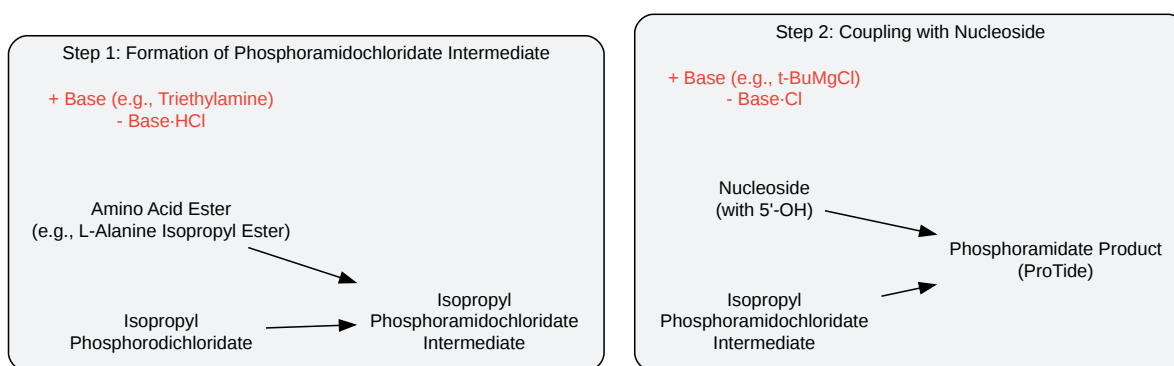 Step 1: Formation of Phosphoramidochloridate Intermediate
+ Base (e.g., Triethylamine)
- Base·HCl
Amino Acid Ester
(e.g., L-Alanine Isopropyl Ester)
Isopropyl
Phosphorodichloridate
Isopropyl
Phosphoramidochloridate
Intermediate
Step 2: Coupling with Nucleoside
+ Base (e.g., t-BuMgCl)
- Base·Cl
Nucleoside
(with 5'-OH)
Phosphoramidate Product
(ProTide)
Isopropyl
Phosphoramidochloridate
Intermediate